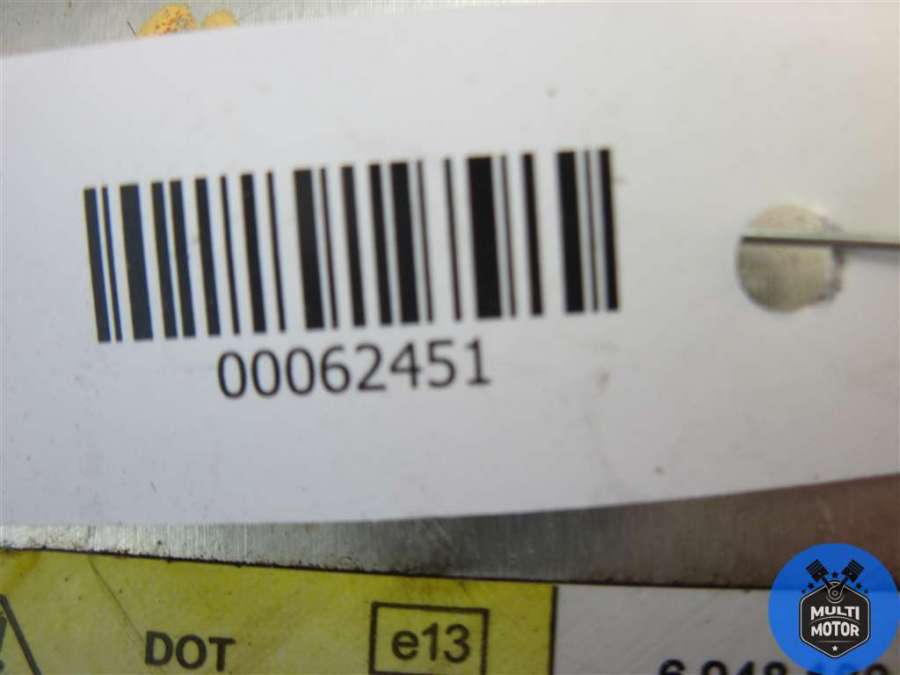 00062451
DOT
e13
MULTI
MOTOR